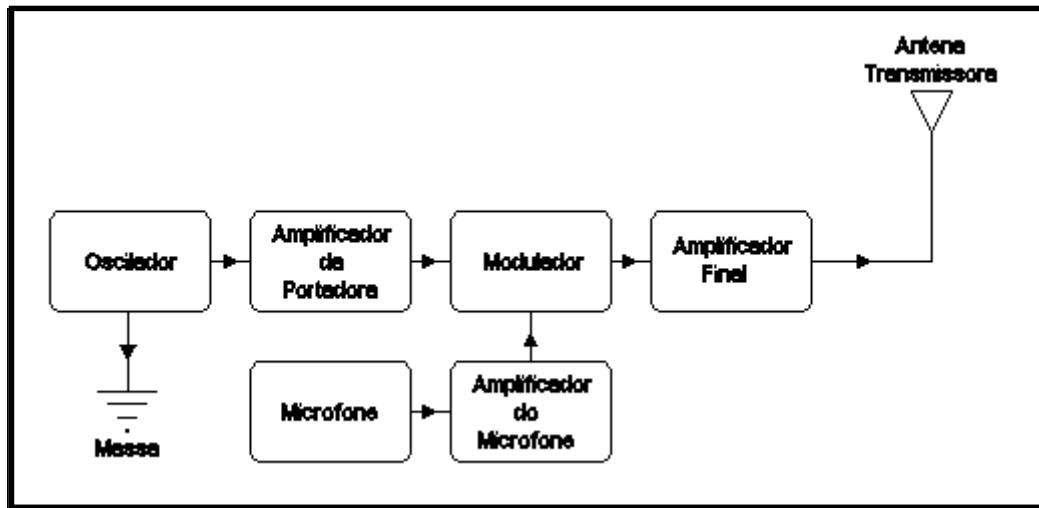 Antena
Transmissora
Oscilador
Amplificador
da
Portadora
Modulador
Amplificador
Final
Microfone
Amplificador
do
Microfone
Massa